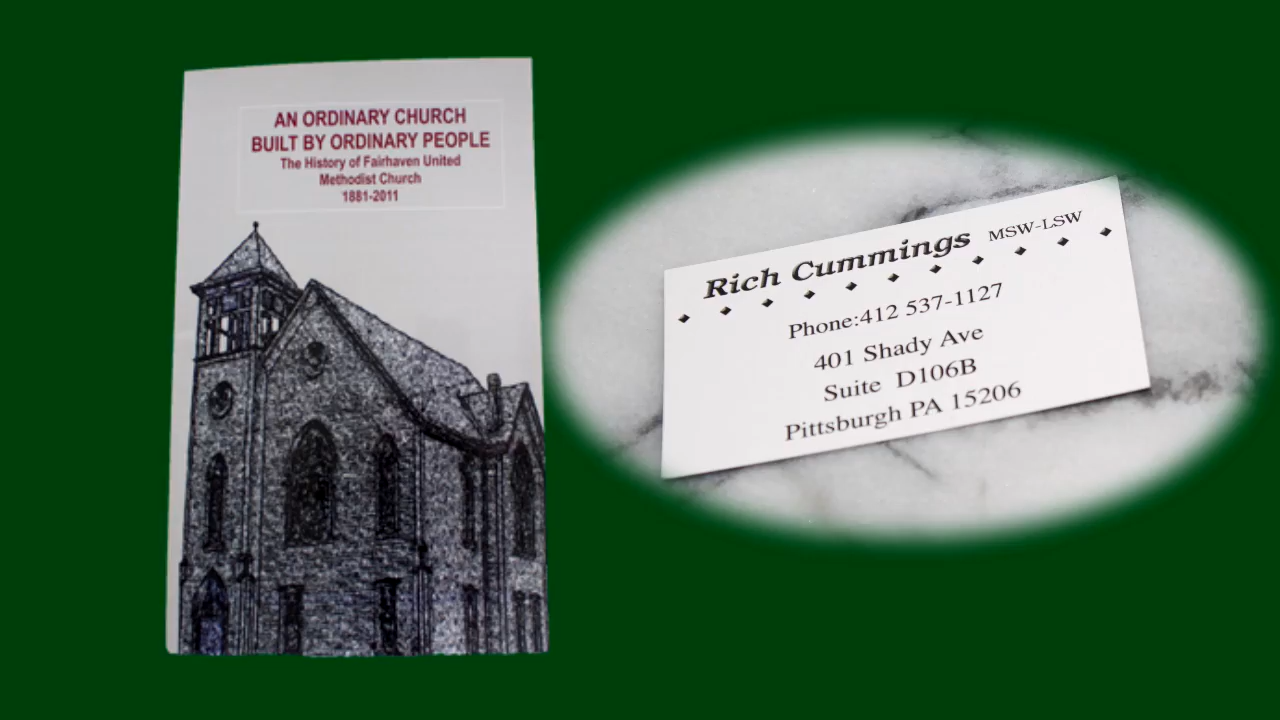 AN ORDINARY CHURCH
BUILT BY ORDINARY PEOPLE
The History of Fairhaven United
Methodist Church
1881-2011
Rich Cummings MSW-LSW
Phone:412 537-1127
401 Shady Ave
Suite D106B
Pittsburgh PA 15206